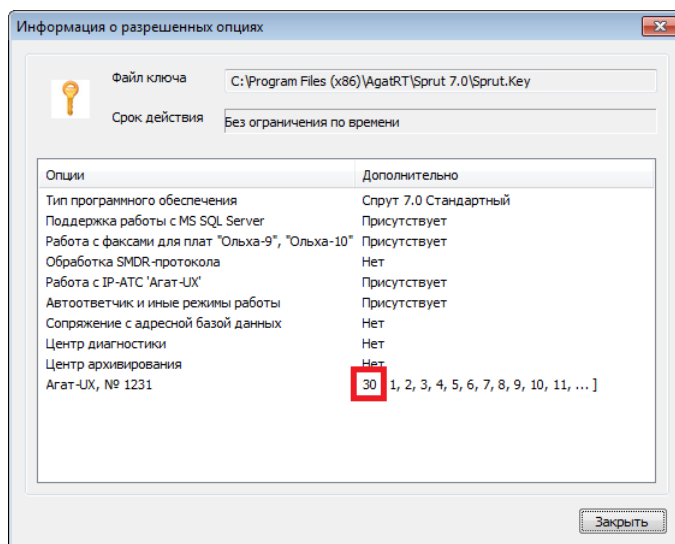 Информация о разрешенных опциях
Файл ключа C:\Program Files (x86)\AgatRT\Sprut 7.0\Sprut.Key
Срок действия Без ограничения по времени
Опции Дополнительно
Тип программного обеспечения Спрут 7.0 Стандартный
Поддержка работы с MS SQL Server Присутствует
Работа с факсами для плат "Ольха-9", "Ольха-10" Присутствует
Обработка SMDR-протокола Нет
Работа с IP-АТС 'Агат-UX' Присутствует
Автоответчик и иные режимы работы Присутствует
Сопряжение с адресной базой данных Нет
Центр диагностики Нет
Центр архивирования Нет
Агат-UX, № 1231 30 1, 2, 3, 4, 5, 6, 7, 8, 9, 10, 11, ... ]
Закрыть